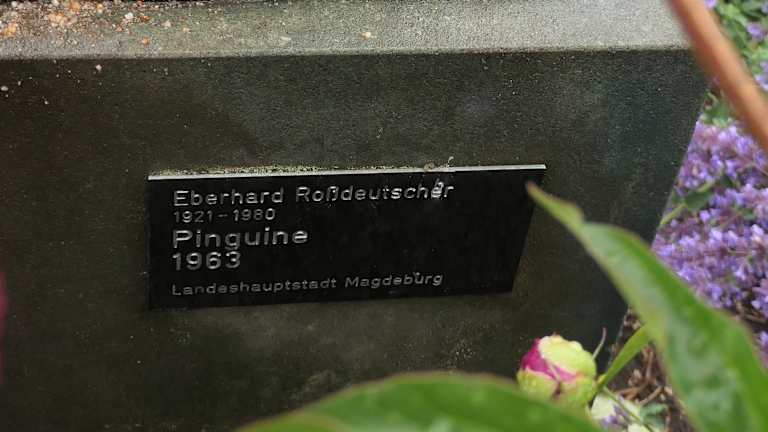 Eberhard Roßdeutscher
1921 - 1980
Pinguine
1963
Landeshauptstadt Magdeburg